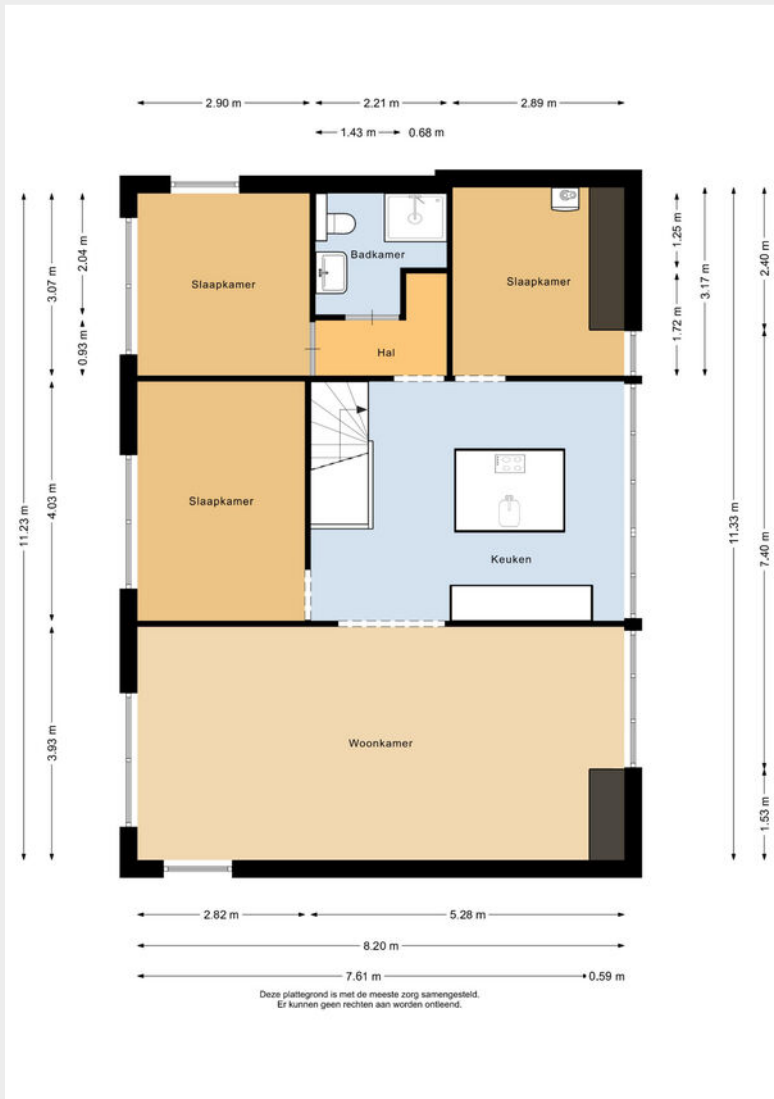 2.90 m
2.21 m
2.89 m
1.43 m
0.68 m
11.23 m
3.07 m
2.04 m
0.93 m
4.03 m
3.93 m
Slaapkamer
Badkamer
Slaapkamer
Hal
Slaapkamer
Keuken
Woonkamer
1.25 m
1.72 m
3.17 m
11.33 m
2.40 m
7.40 m
1.53 m
2.82 m
5.28 m
8.20 m
7.61 m
0.59 m
Deze plattegrond is met de meeste zorg samengesteld.
Er kunnen geen rechten aan worden ontleend.